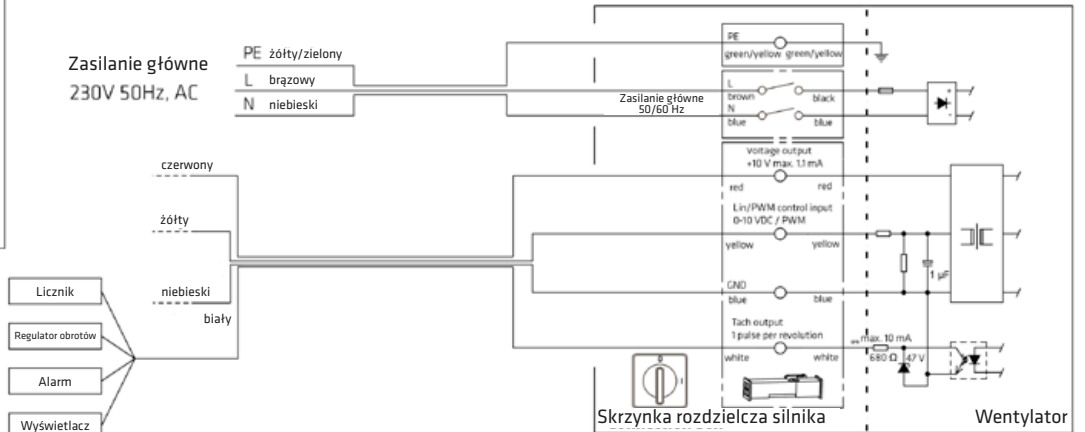 Zasilanie główne
230V 50Hz, AC
PE żółty/zielony
L brązowy
N niebieski
czerwony
żółty
niebieski
biały
Licznik
Regulator obrotów
Alarm
Wyświetlacz
Zasilanie główne
50/60 Hz
PE
green/yellow green/yellow
L
brown black
N
blue blue
Voltage output
+10 V max. 1.1 mA
red red
Lin/PWM control input
0-10 VDC / PWM
yellow yellow
1 µF
GND
blue blue
Tach output
1 pulse per revolution
white white
max. 10 mA
680 Ω 47 V
0
I
Skrzynka rozdzielcza silnika
Wentylator